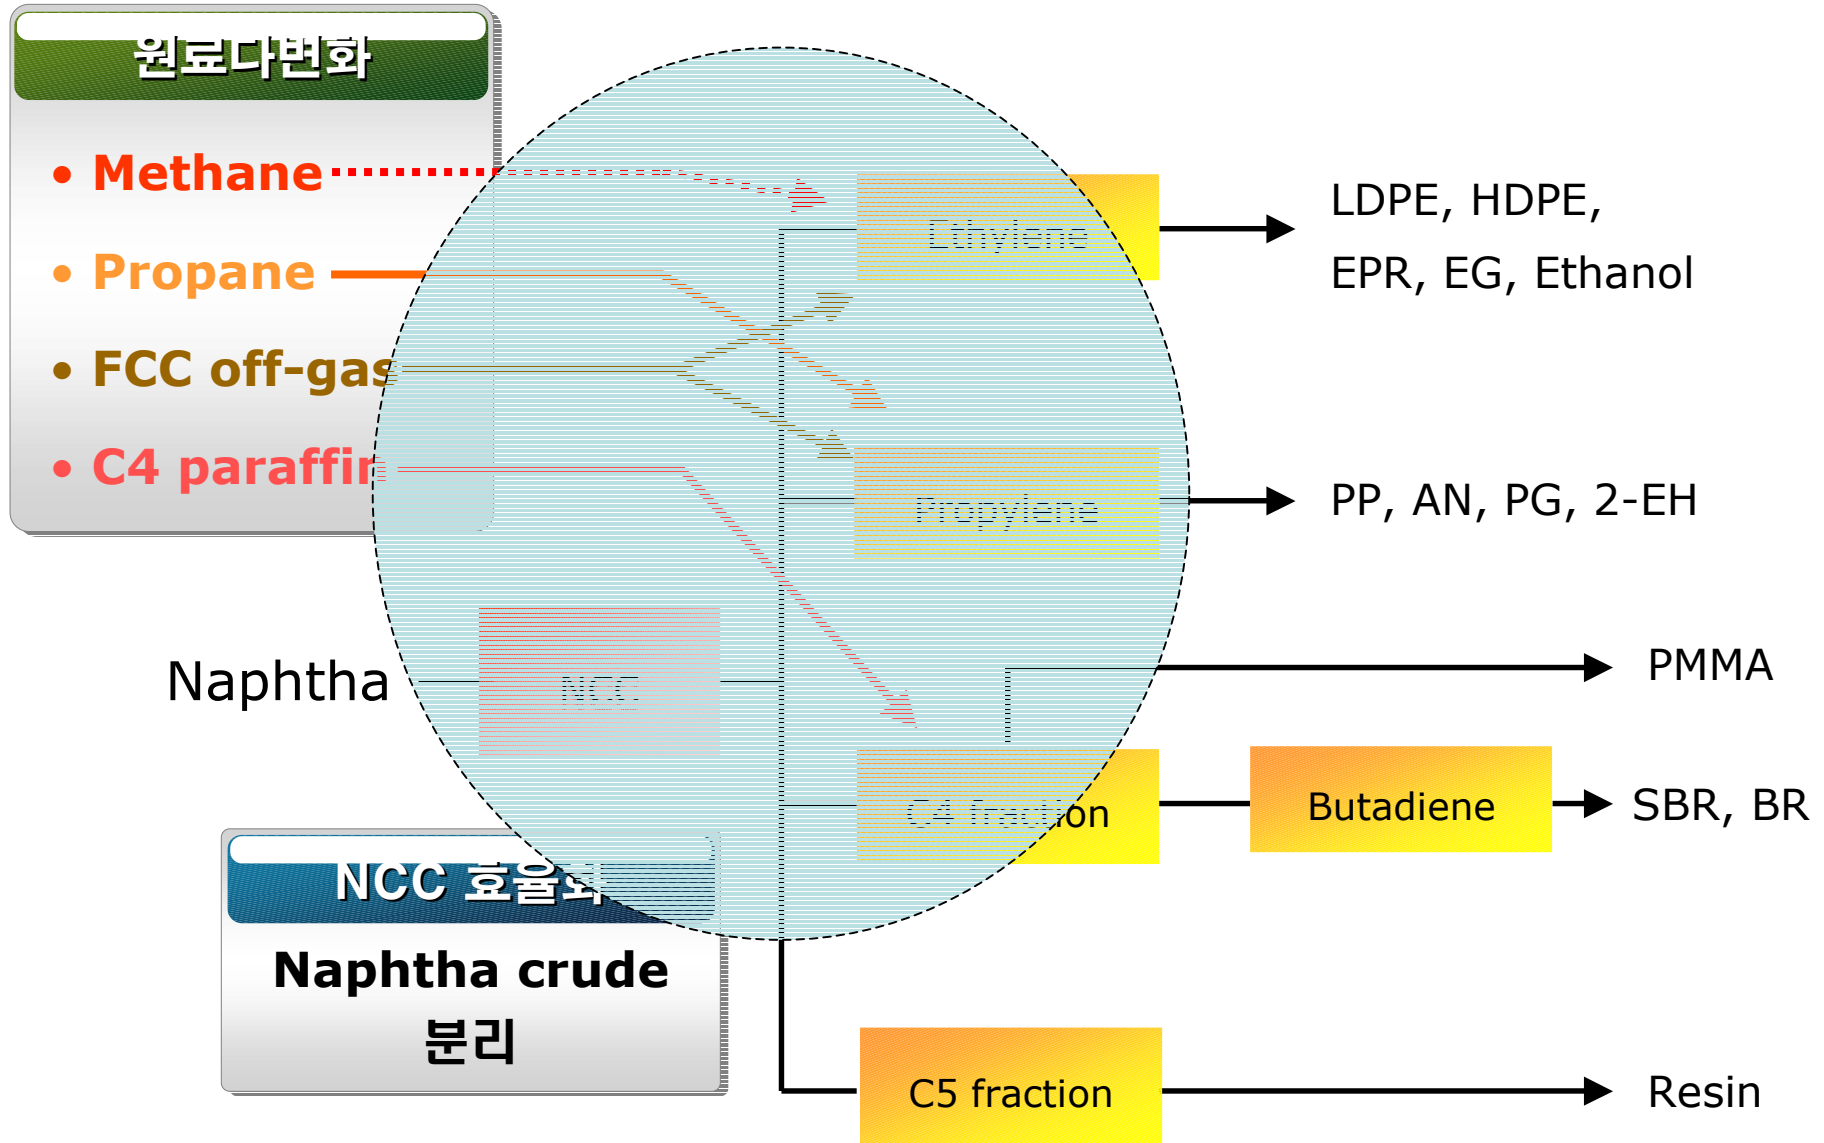 원료다변화
• Methane
• Propane
• FCC off-gas
• C4 paraffin
Ethylene
LDPE, HDPE,
EPR, EG, Ethanol
Propylene
PP, AN, PG, 2-EH
Naphtha
NCC
PMMA
C4 fraction
Butadiene
SBR, BR
NCC 효율화
Naphtha crude
분리
C5 fraction
Resin